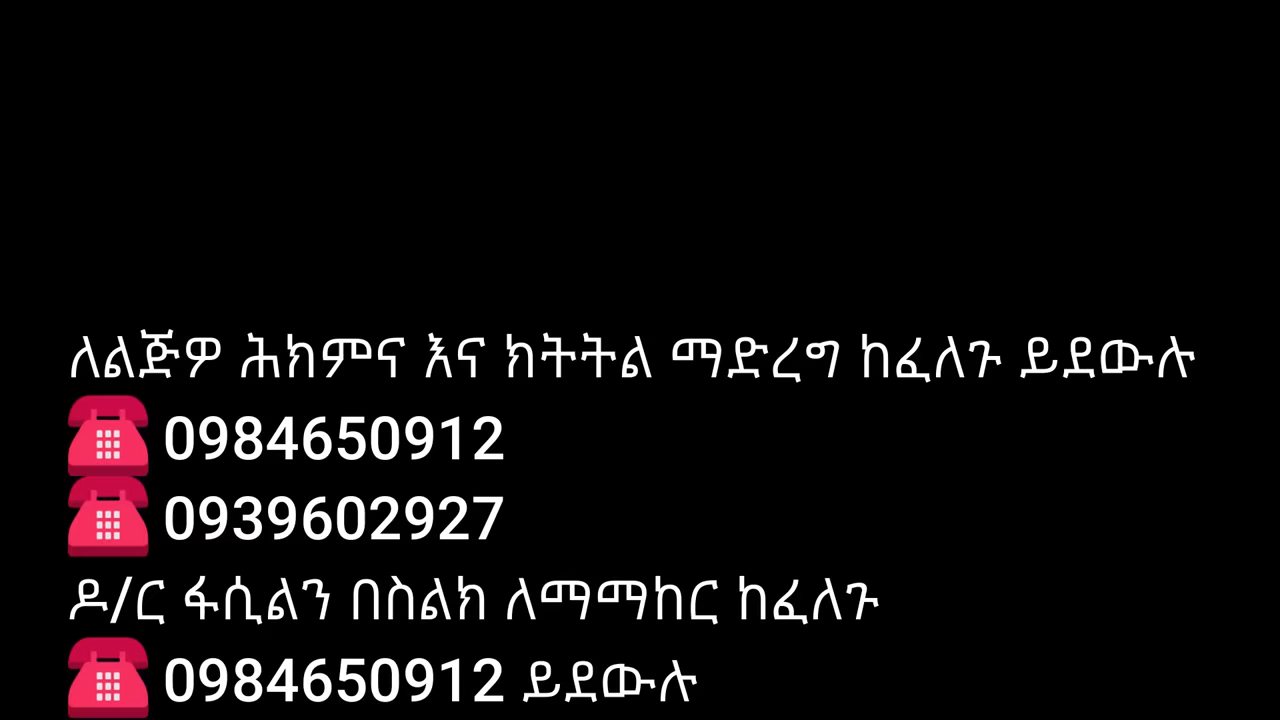 ለልጅዎ ሕክምና እና ክትትል ማድረግ ከፈለጉ ይደውሉ
☎️ 0984650912
☎️ 0939602927
ዶ/ር ፋሲልን በስልክ ለማማከር ከፈለጉ
☎️ 0984650912 ይደውሉ